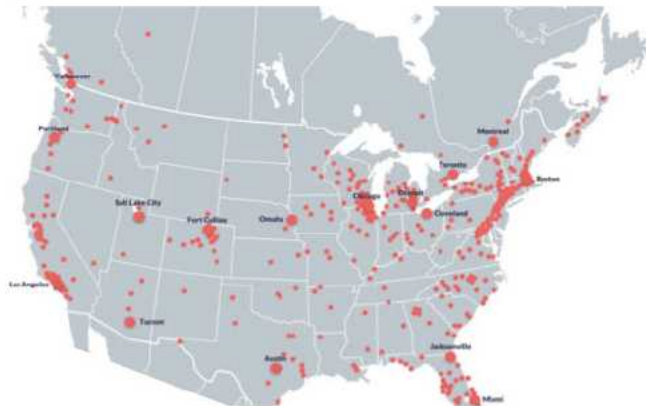 Vancouver
Portland
Montreal
Toronto
Boston
Chicago
Detroit
Salt Lake City
Fort Collins
Omaha
Cleveland
Los Angeles
Tucson
Austin
Jacksonville
Miami